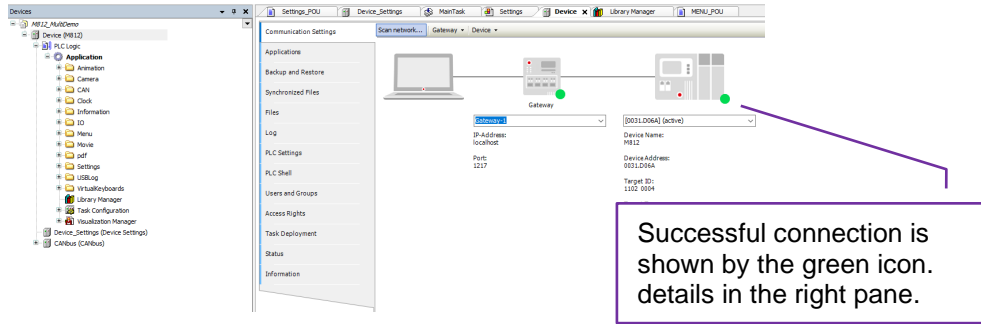 Devices
M812_MultDemo
Device (M812)
PLC Logic
Application
Animation
Camera
CAN
Clock
Information
IO
Menu
Movie
pdf
Settings
USBLog
VirtualKeyboards
Library Manager
Task Configuration
Visualization Manager
Device_Settings (Device Settings)
CANbus (CANbus)
Settings_POU Device_Settings MainTask Settings Device Library Manager MENU_POU
Communication Settings
Applications
Backup and Restore
Synchronized Files
Files
Log
PLC Settings
PLC Shell
Users and Groups
Access Rights
Task Deployment
Status
Information
Scan network... Gateway Device
Gateway
Gateway-1
IP-Address:
localhost
Port:
1217
[0031.D06A] (active)
Device Name:
M812
Device Address:
0031.D06A
Target ID:
1102 0004
Successful connection is
shown by the green icon.
details in the right pane.